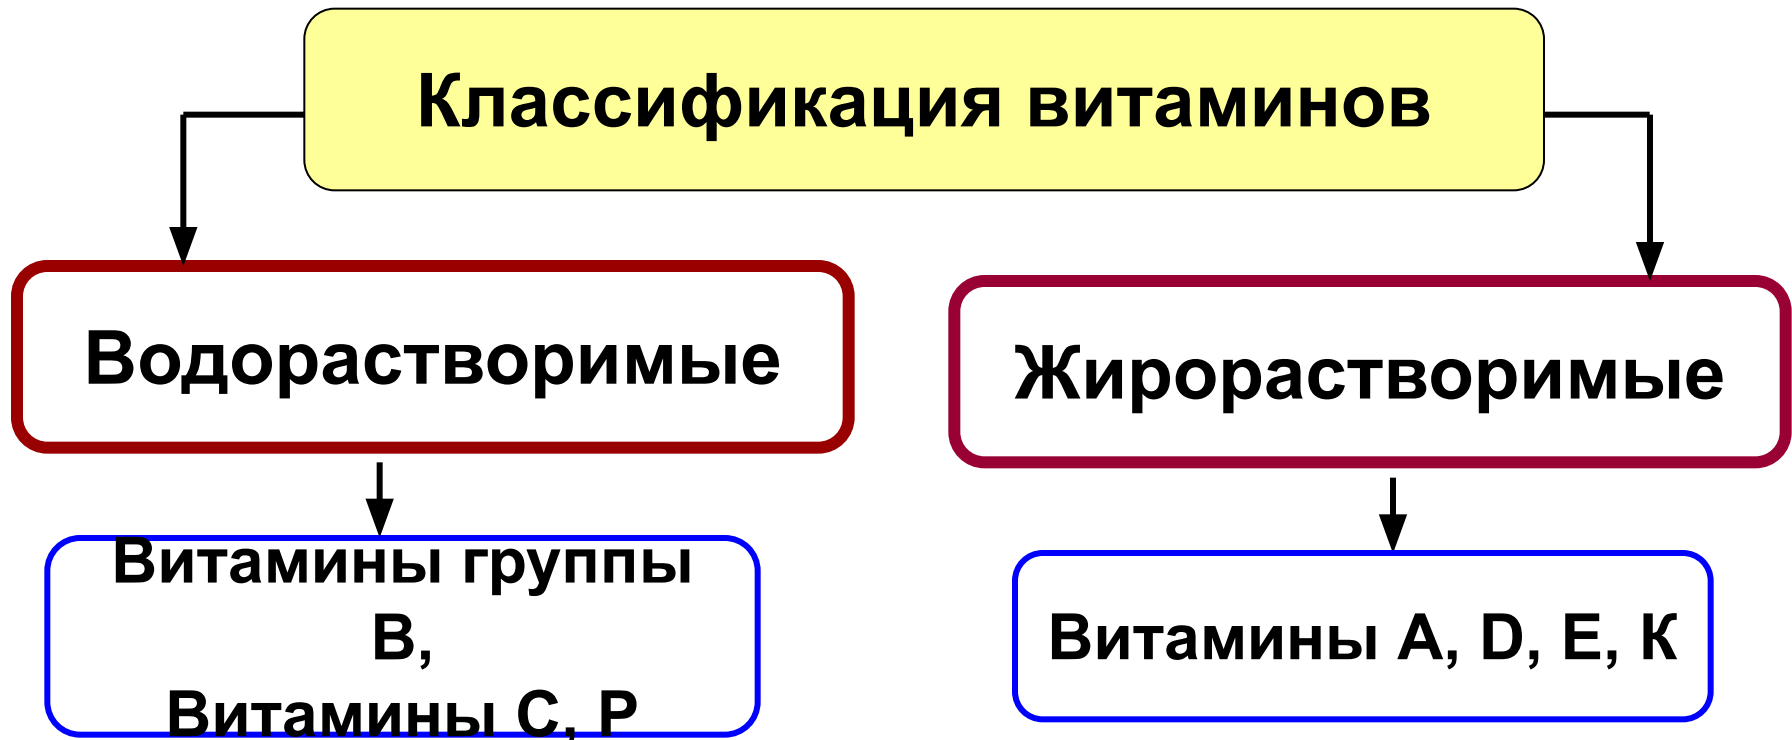 Классификация витаминов
Водорастворимые
Жирорастворимые
Витамины группы
В,
Витамины С, Р
Витамины А, D, Е, К